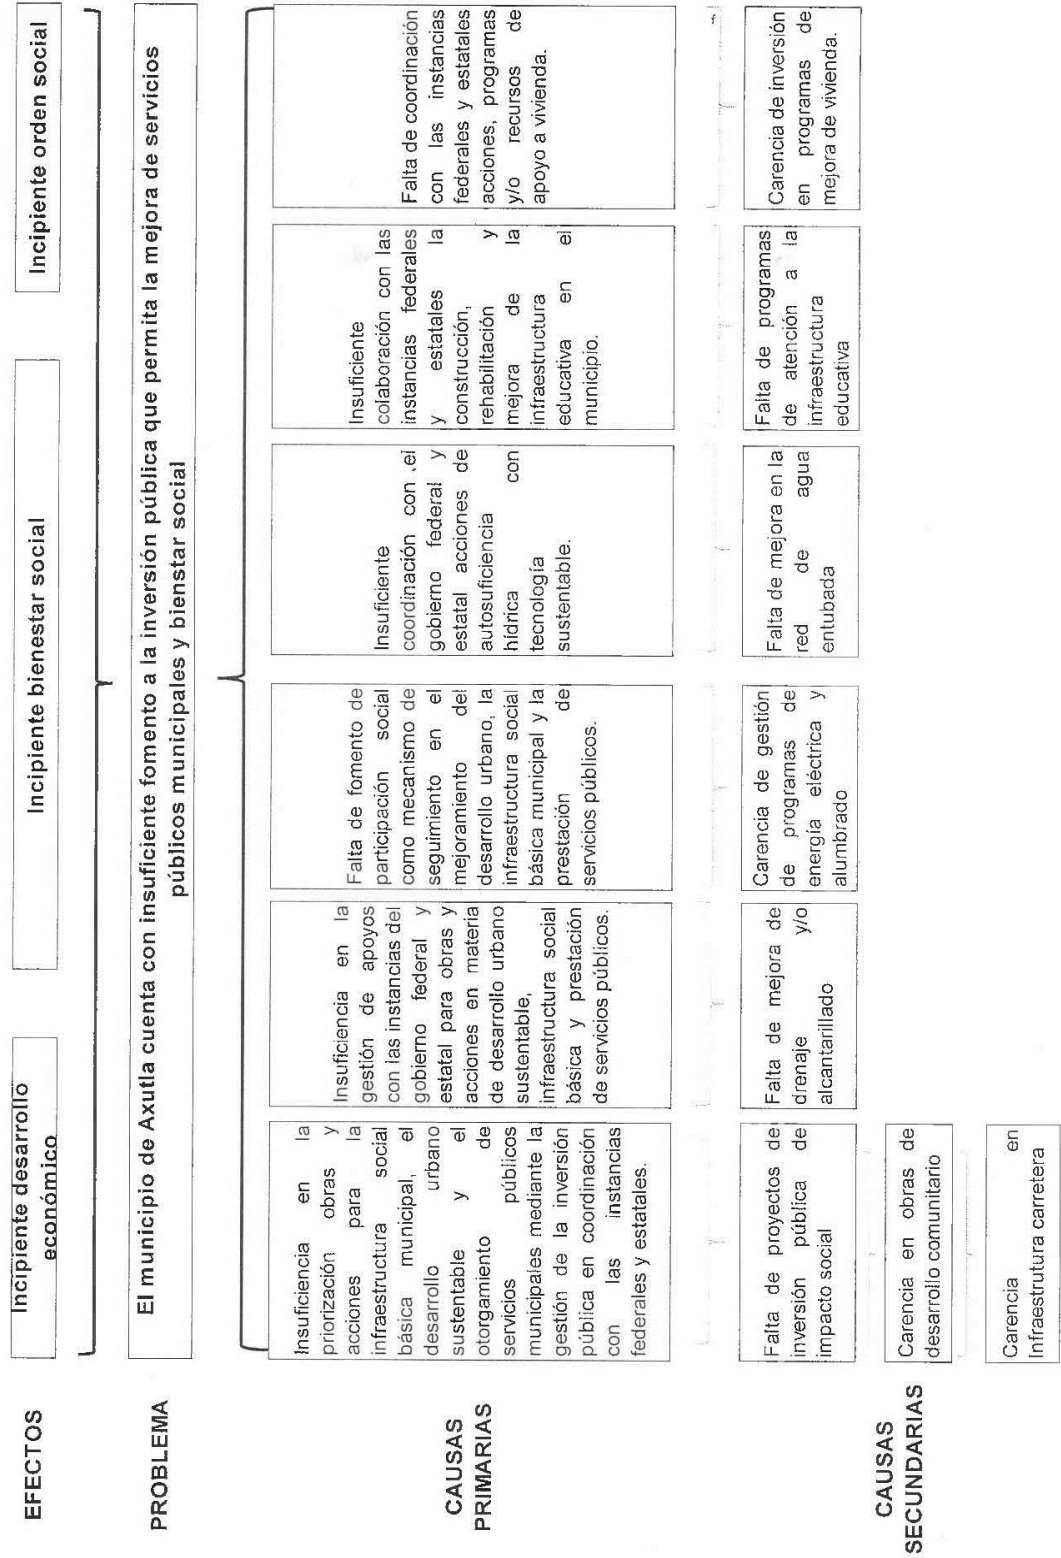 EFECTOS
Incipiente desarrollo
económico
Incipiente bienestar social
Incipiente orden social
PROBLEMA
El municipio de Axutla cuenta con insuficiente fomento a la inversión pública que permita la mejora de servicios
públicos municipales y bienstar social
CAUSAS
PRIMARIAS
Insuficiencia en la
priorización obras y
acciones para la
infraestructura social
básica municipal, el
desarrollo urbano
sustentable y el
otorgamiento de
servicios públicos
municipales mediante la
gestión de la inversión
pública en coordinación
con las instancias
federales y estatales.
Insuficiencia en la
gestión de apoyos
con las instancias del
gobierno federal y
estatal para obras y
acciones en materia
de desarrollo urbano
sustentable,
infraestructura social
básica y prestación
de servicios públicos.
Falta de fomento de
participación social
como mecanismo de
seguimiento en el
mejoramiento del
desarrollo urbano, la
infraestructura social
básica municipal y la
prestación de
servicios públicos.
Insuficiente
coordinación con el
gobierno federal y
estatal acciones de
autosuficiencia
hídrica con
tecnología
sustentable.
Insuficiente
colaboración con las
instancias federales
y estatales la
construcción,
rehabilitación y
mejora de la
infraestructura
educativa en el
municipio.
Falta de coordinación
con las instancias
federales y estatales
acciones, programas
y/o recursos de
apoyo a vivienda.
CAUSAS
SECUNDARIAS
Falta de proyectos de
inversión pública de
impacto social
Falta de mejora de
drenaje y/o
alcantarillado
Carencia de gestión
de programas de
energía eléctrica y
alumbrado
Falta de mejora en la
red de agua
entubada
Falta de programas
de atención a la
infraestructura
educativa
Carencia de inversión
en programas de
mejora de vivienda.
Carencia en obras de
desarrollo comunitario
Carencia en
Infraestrutura carretera